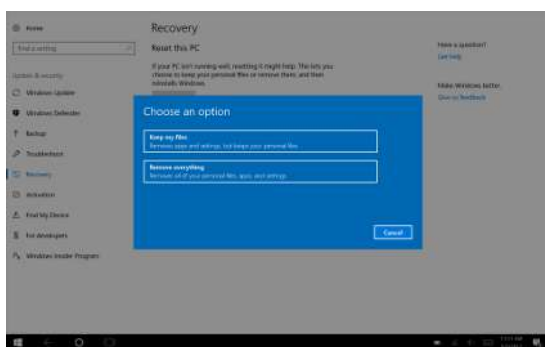 Home
Recovery
Find a setting
Reset this PC
If your PC isn't running well, resetting it might help. This lets you
choose to keep your personal files or remove them, and then
reinstalls Windows.
Have a question?
Get help
Make Windows better.
Give us feedback
Update & security
Windows Update
Windows Defender
Backup
Troubleshoot
Recovery
Activation
Find My Device
For developers
Windows Insider Program
Choose an option
Keep my files
Removes apps and settings, but keeps your personal files.
Remove everything
Removes all of your personal files, apps, and settings.
Cancel